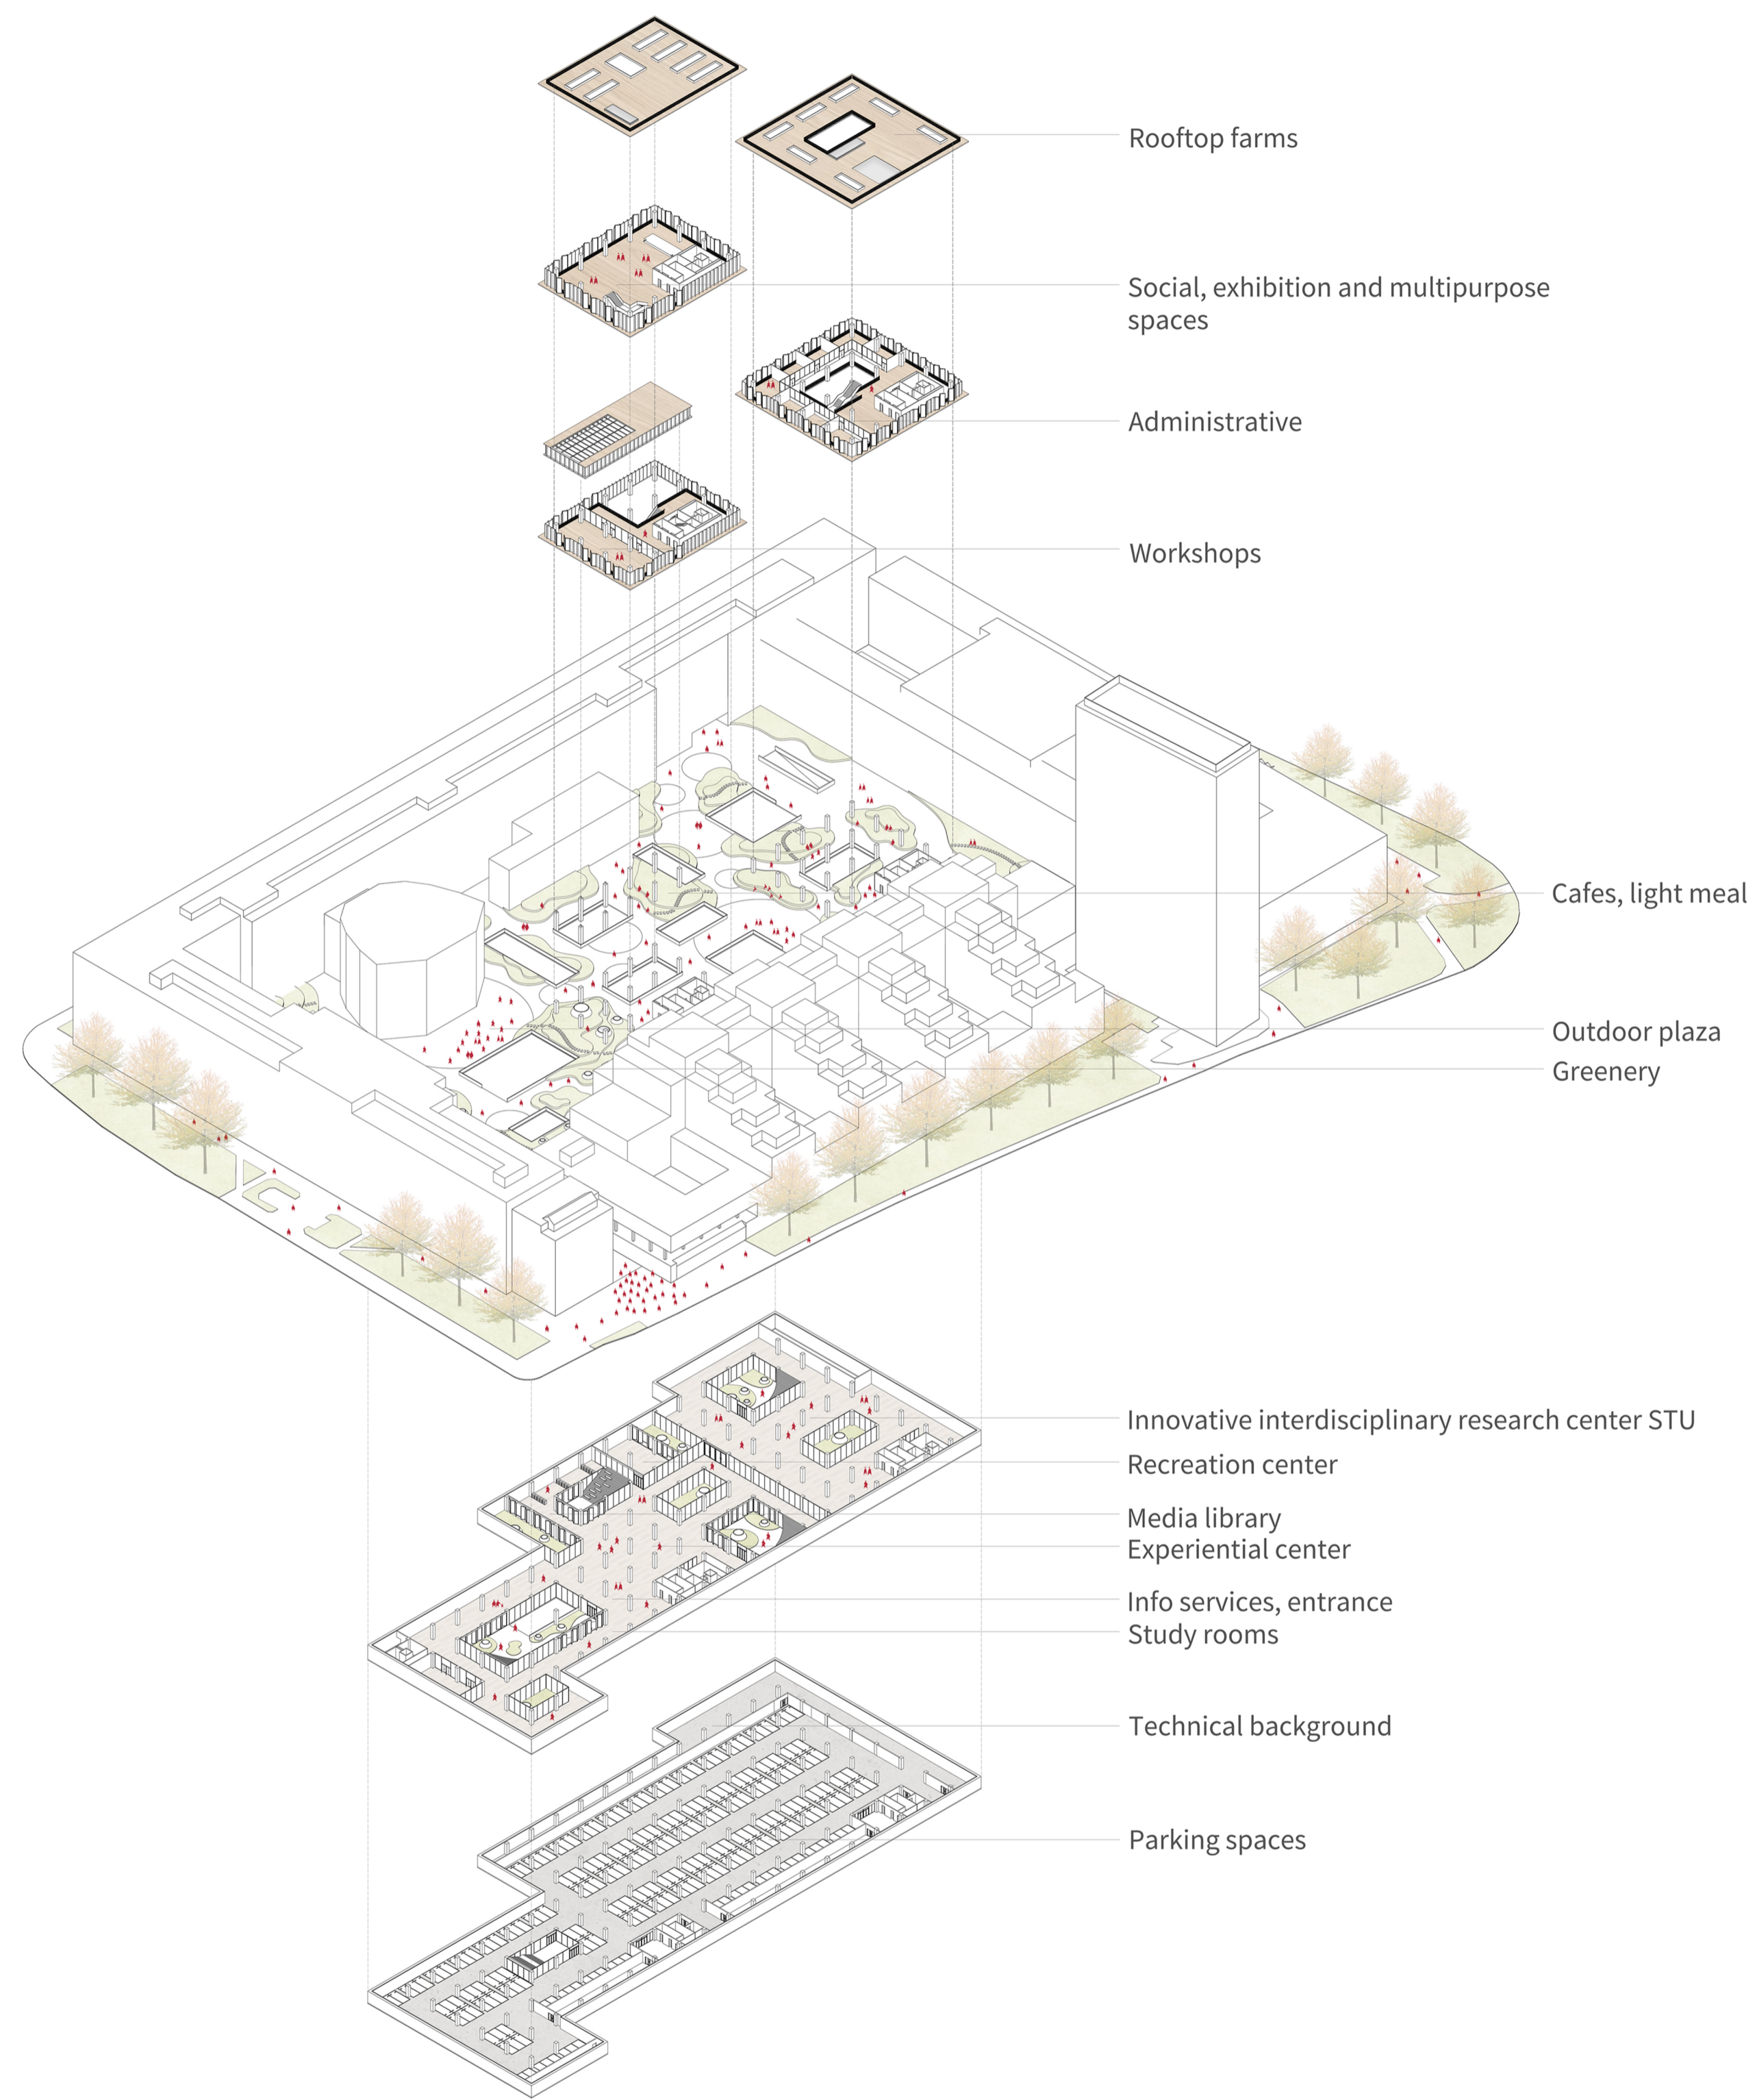 Rooftop farms
Social, exhibition and multipurpose
spaces
Administrative
Workshops
Cafes, light meal
Outdoor plaza
Greenery
Innovative interdisciplinary research center STU
Recreation center
Media library
Experiential center
Info services, entrance
Study rooms
Technical background
Parking spaces